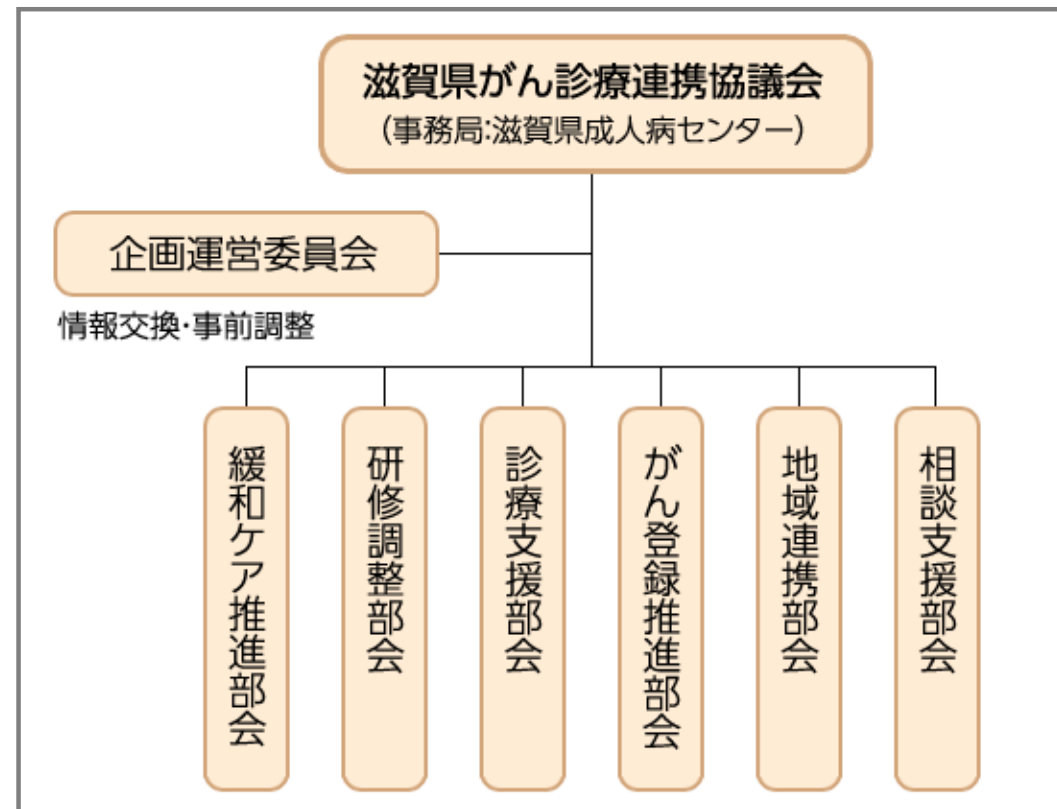 滋賀県がん診療連携協議会
(事務局:滋賀県成人病センター)
企画運営委員会
情報交換・事前調整
緩和ケア推進部会
研修調整部会
診療支援部会
がん登録推進部会
地域連携部会
相談支援部会